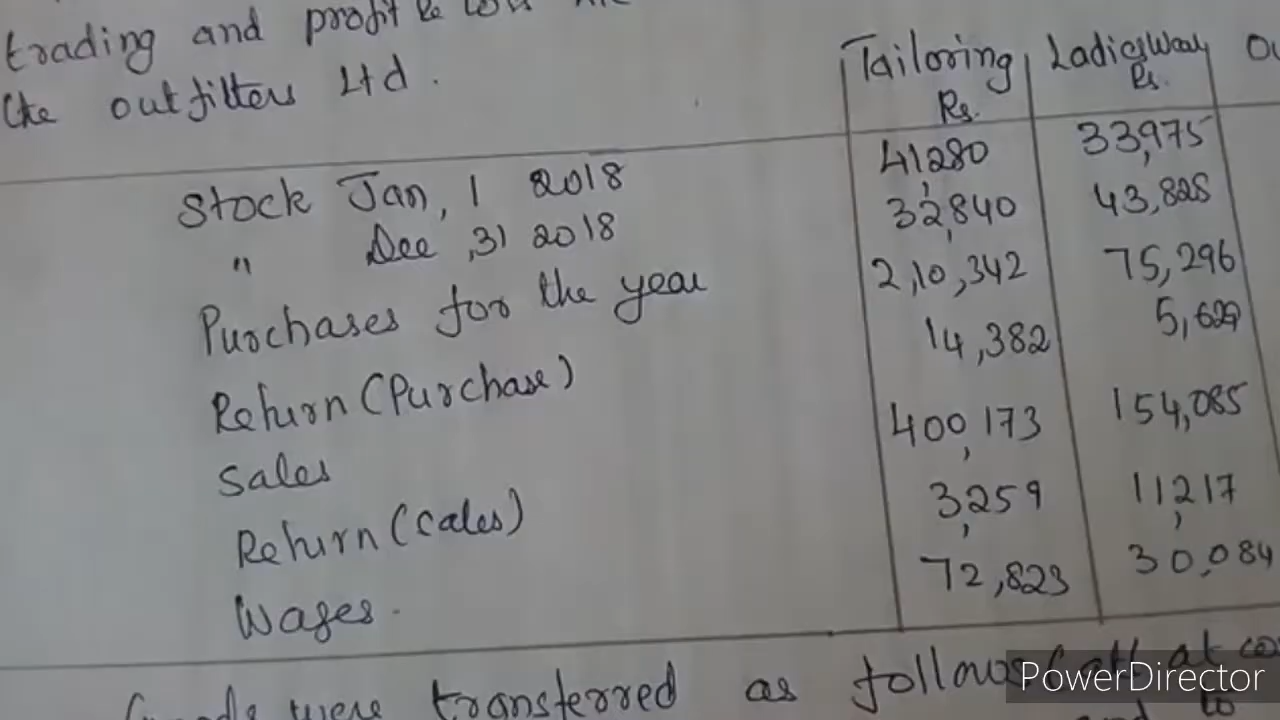 trading and profit &
the outfitters Ltd.
Tailoring Ladieswear
Rs. Rs.
Stock Jan, 1 2018 41280 33,975
" Dec ,31 2018 32,840 43,825
Purchases for the year 2,10,342 75,296
Return (Purchase) 14,382 5,629
Sales 400,173 154,085
Return (Sales) 3,259 11,217
Wages. 72,823 30,084
were transferred as follows at
PowerDirector